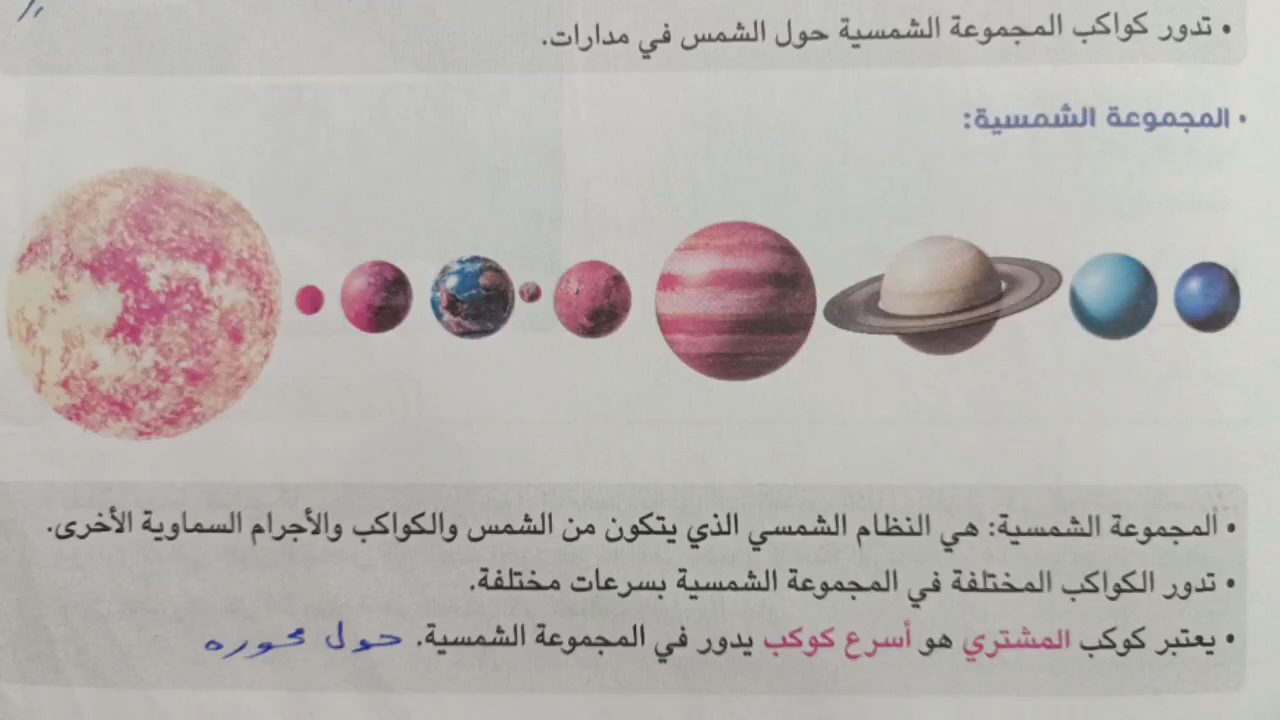 • تدور كواكب المجموعة الشمسية حول الشمس في مدارات.
• المجموعة الشمسية:
• المجموعة الشمسية: هي النظام الشمسي الذي يتكون من الشمس والكواكب والأجرام السماوية الأخرى.
• تدور الكواكب المختلفة في المجموعة الشمسية بسرعات مختلفة.
• يعتبر كوكب المشتري هو أسرع كوكب يدور في المجموعة الشمسية. حول محوره